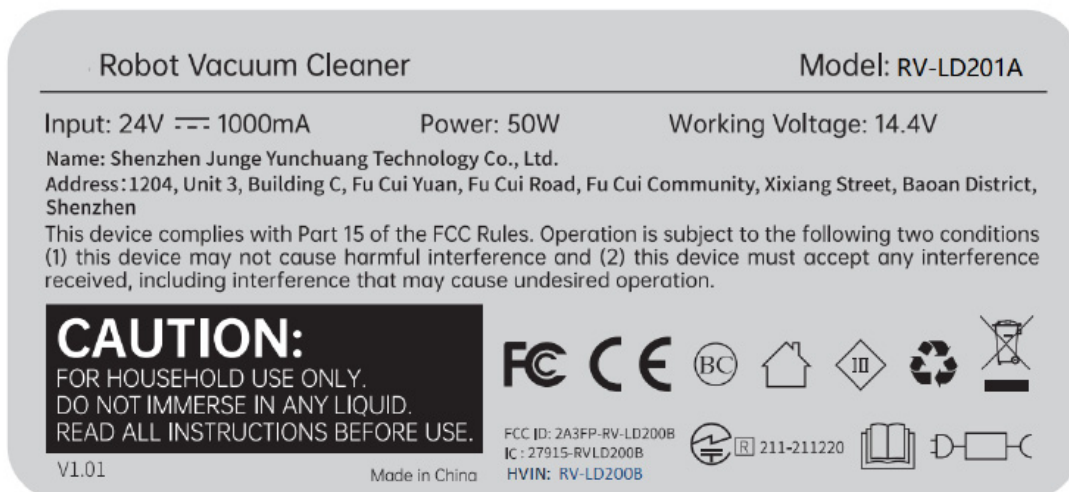 Robot Vacuum Cleaner Model: RV-LD201A
Input: 24V ⎓ 1000mA Power: 50W Working Voltage: 14.4V
Name: Shenzhen Junge Yunchuang Technology Co., Ltd.
Address:1204, Unit 3, Building C, Fu Cui Yuan, Fu Cui Road, Fu Cui Community, Xixiang Street, Baoan District,
Shenzhen
This device complies with Part 15 of the FCC Rules. Operation is subject to the following two conditions
(1) this device may not cause harmful interference and (2) this device must accept any interference
received, including interference that may cause undesired operation.
CAUTION:
FOR HOUSEHOLD USE ONLY.
DO NOT IMMERSE IN ANY LIQUID.
READ ALL INSTRUCTIONS BEFORE USE.
FC CE BC III
FCC ID: 2A3FP-RV-LD200B
IC : 27915-RVLD200B
HVIN: RV-LD200B
R 211-211220
V1.01 Made in China